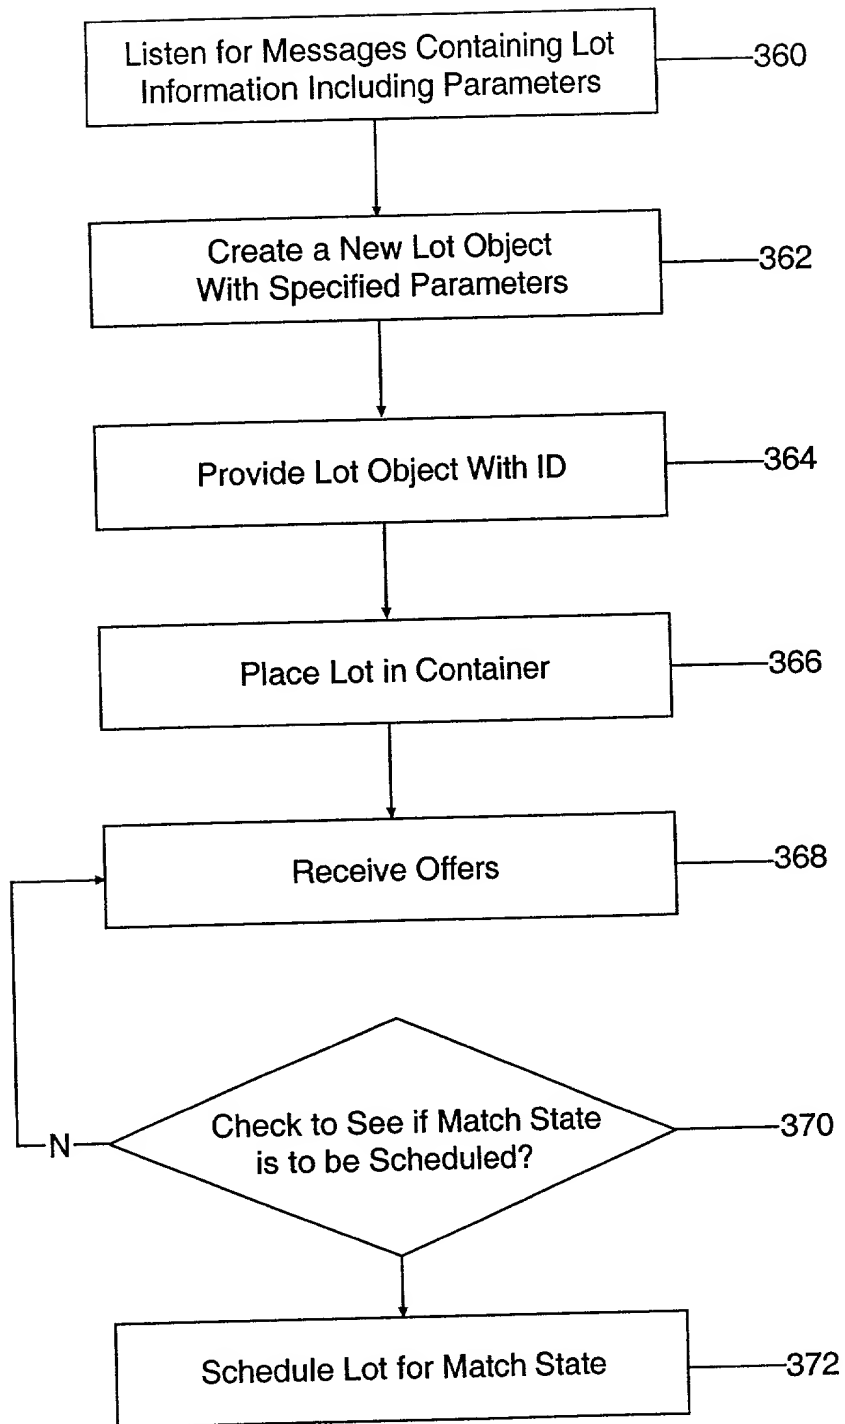 Listen for Messages Containing Lot
Information Including Parameters
360
Create a New Lot Object
With Specified Parameters
362
Provide Lot Object With ID
364
Place Lot in Container
366
Receive Offers
368
Check to See if Match State
is to be Scheduled?
370
N
Schedule Lot for Match State
372